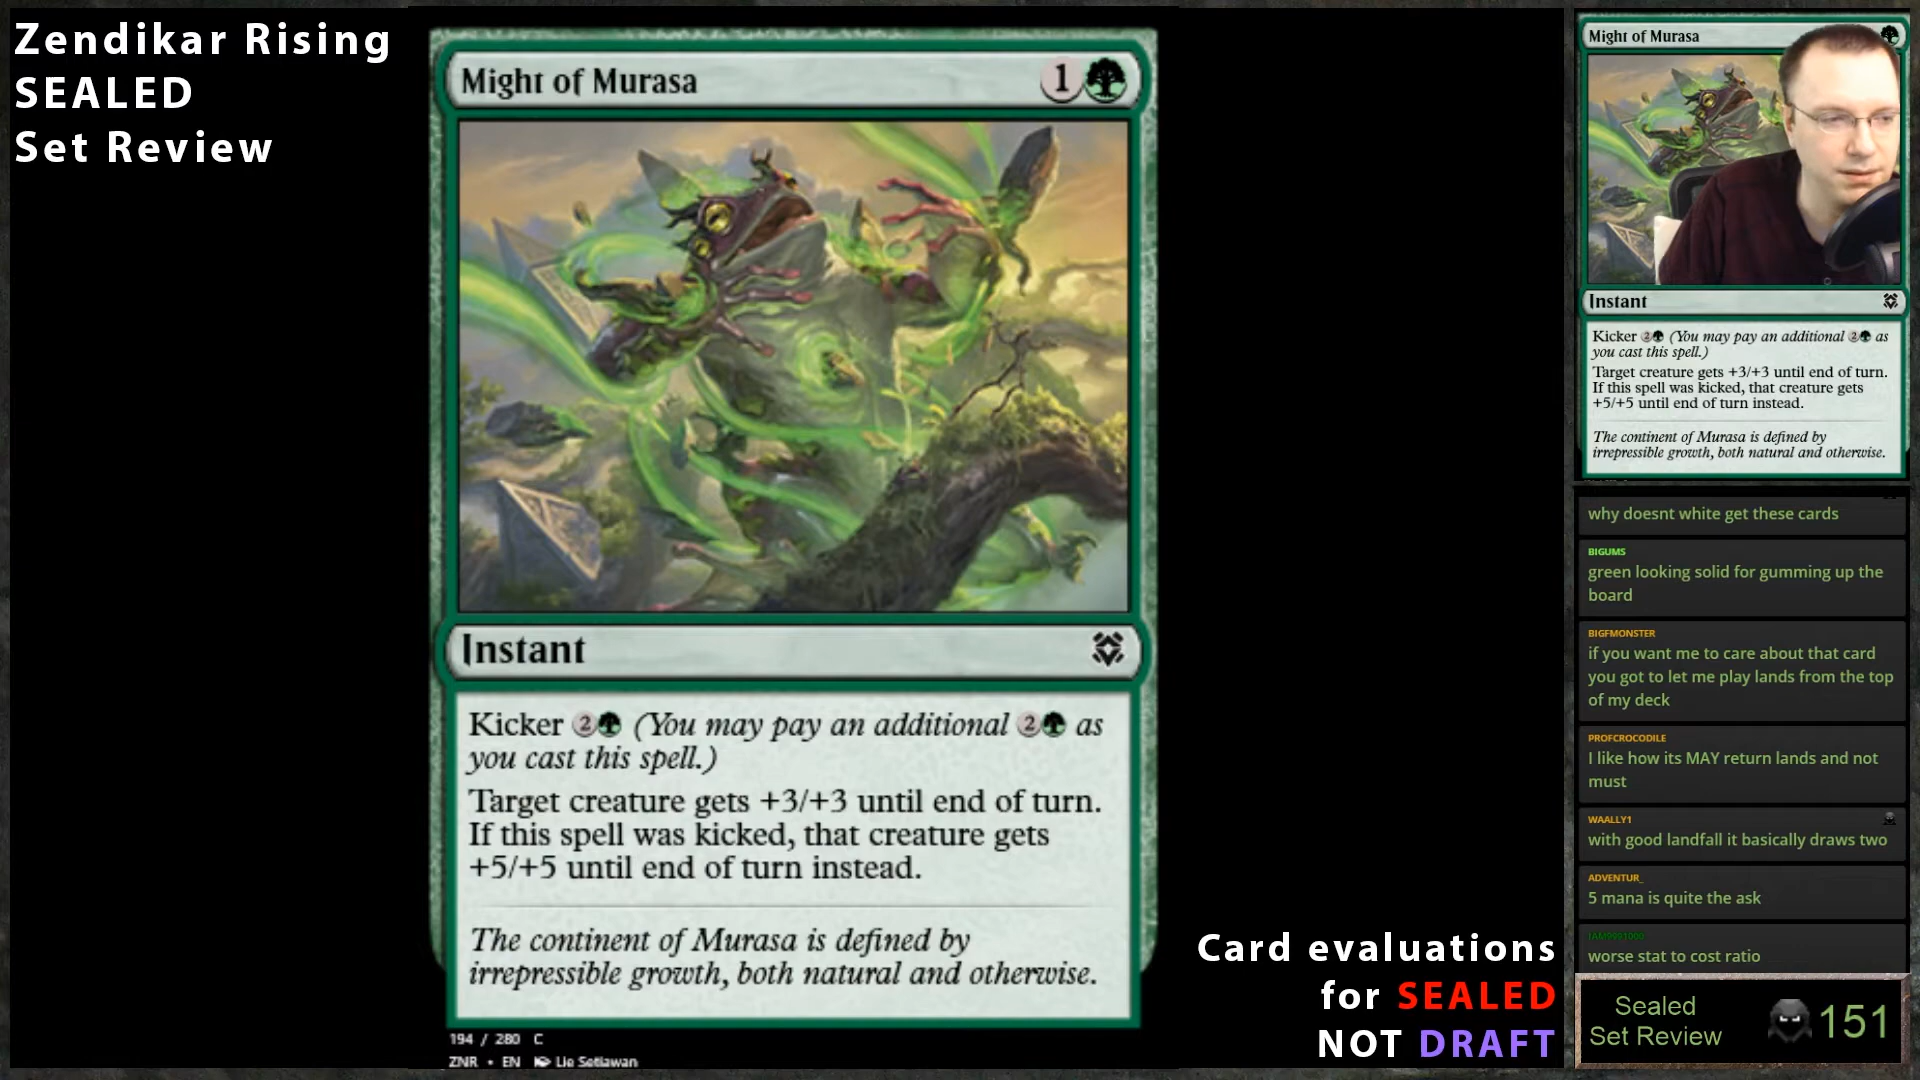 Zendikar Rising
SEALED
Set Review
Might of Murasa
1
Instant
Kicker 2 (You may pay an additional 2 as
you cast this spell.)
Target creature gets +3/+3 until end of turn.
If this spell was kicked, that creature gets
+5/+5 until end of turn instead.
The continent of Murasa is defined by
irrepressible growth, both natural and otherwise.
194 / 280 C
ZNR • EN Lie Setiawan
Card evaluations
for SEALED
NOT DRAFT
Might of Murasa
Instant
Kicker 2 (You may pay an additional 2 as
you cast this spell.)
Target creature gets +3/+3 until end of turn.
If this spell was kicked, that creature gets
+5/+5 until end of turn instead.
The continent of Murasa is defined by
irrepressible growth, both natural and otherwise.
why doesnt white get these cards
BIGUMS
green looking solid for gumming up the
board
BIGFMONSTER
if you want me to care about that card
you got to let me play lands from the top
of my deck
PROFCROCODILE
I like how its MAY return lands and not
must
WAALLY1
with good landfall it basically draws two
ADVENTUR_
5 mana is quite the ask
worse stat to cost ratio
Sealed
Set Review
151